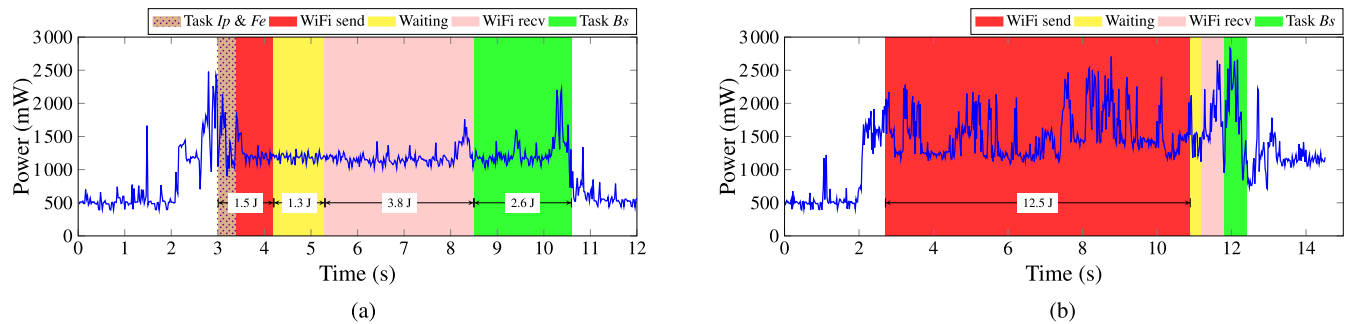 Task Ip & Fe WiFi send Waiting WiFi recv Task Bs
3 000
2 500
2 000
1 500
1 000
500
0
Power (mW)
1.5 J 1.3 J 3.8 J 2.6 J
0 1 2 3 4 5 6 7 8 9 10 11 12
Time (s)
(a)
WiFi send Waiting WiFi recv Task Bs
3 000
2 500
2 000
1 500
1 000
500
0
Power (mW)
12.5 J
0 2 4 6 8 10 12 14
Time (s)
(b)